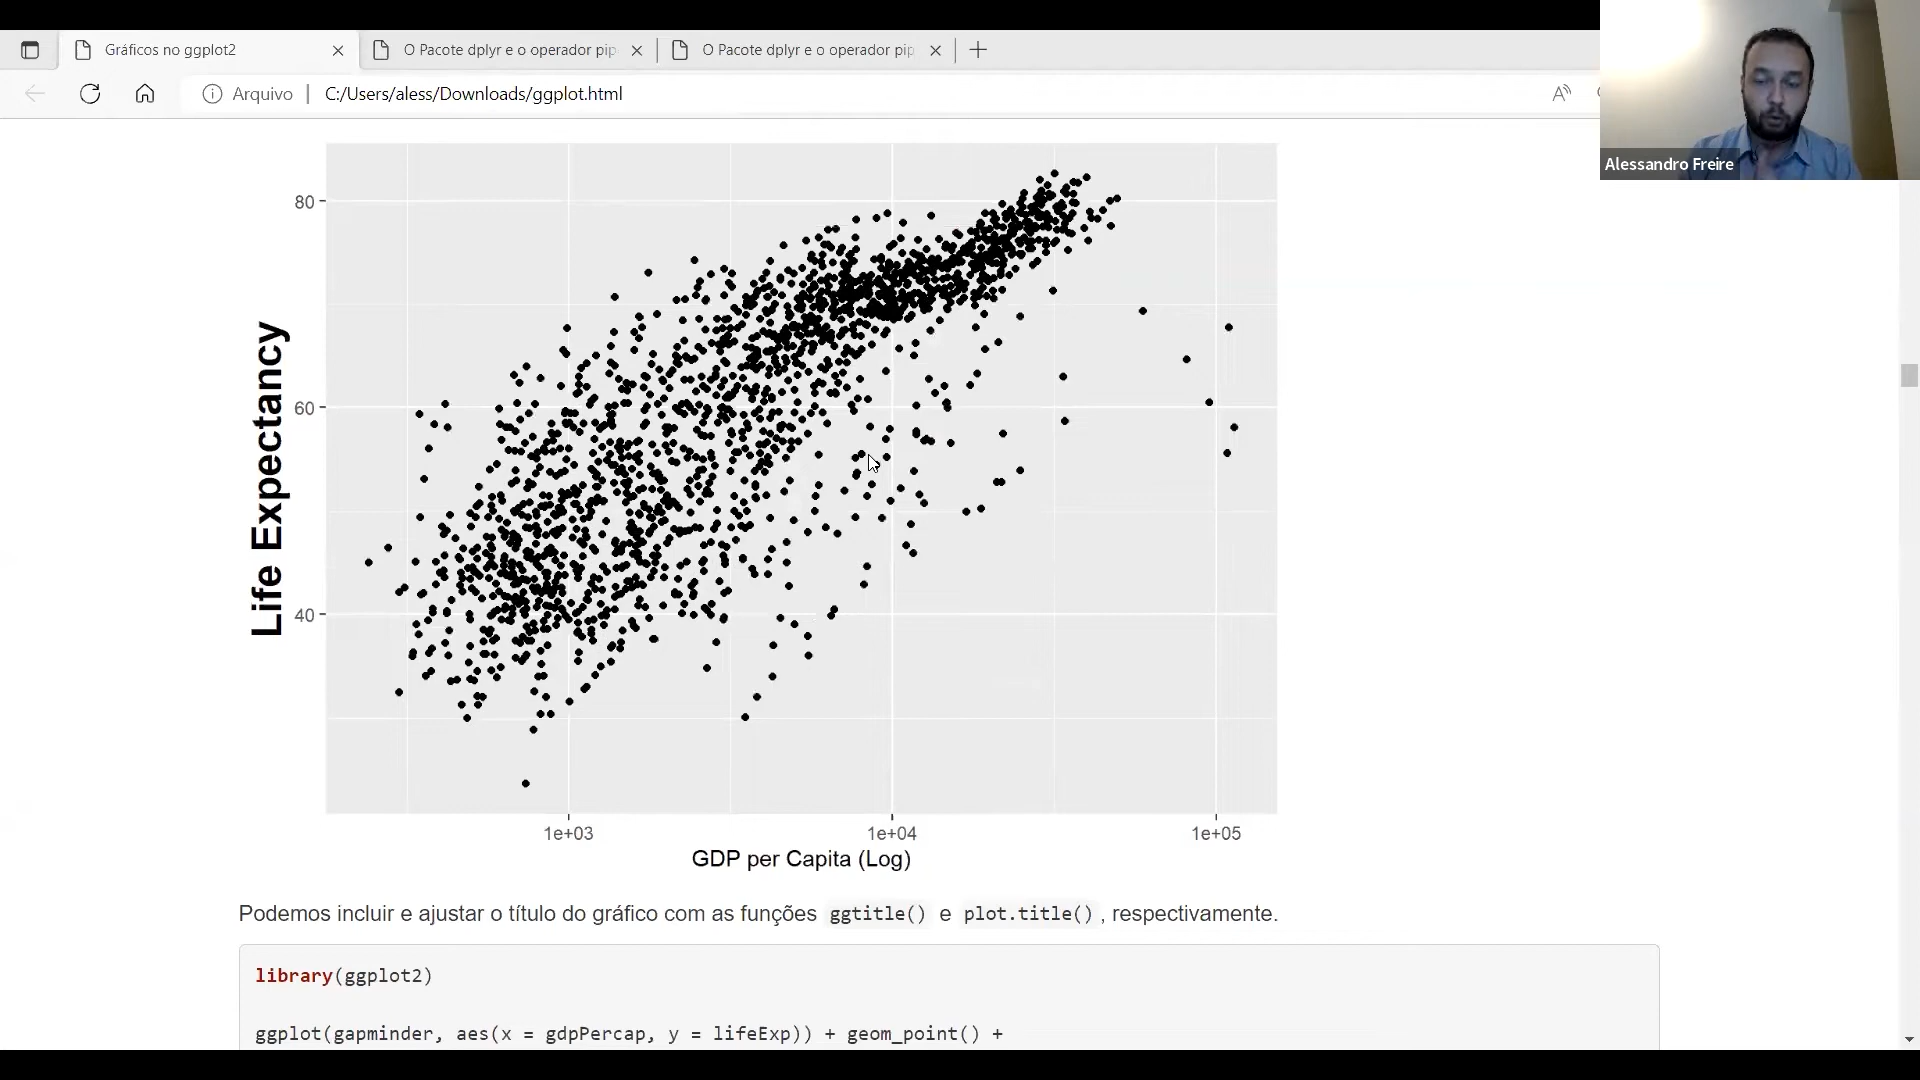 Gráficos no ggplot2
O Pacote dplyr e o operador pip
O Pacote dplyr e o operador pip
Arquivo
C:/Users/aless/Downloads/ggplot.html
Alessandro Freire
80
60
40
Life Expectancy
1e+03
1e+04
1e+05
GDP per Capita (Log)
Podemos incluir e ajustar o título do gráfico com as funções ggtitle() e plot.title() , respectivamente.
library(ggplot2)
ggplot(gapminder, aes(x = gdpPercap, y = lifeExp)) + geom_point() +